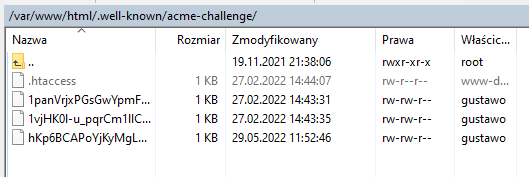 /var/www/html/.well-known/acme-challenge/
Nazwa Rozmiar Zmodyfikowany Prawa Właścic...
.. 19.11.2021 21:38:06 rwxr-xr-x root
.htaccess 1 KB 27.02.2022 14:44:07 rw-r--r-- www-d...
1panVrjxPGsGwYpmF... 1 KB 27.02.2022 14:43:31 rw-rw-r-- gustawo
1vjHK0I-u_pqrCm1IIC... 1 KB 27.02.2022 14:43:35 rw-rw-r-- gustawo
hKp6BCAPoYjKyMgL... 1 KB 29.05.2022 11:52:46 rw-rw-r-- gustawo